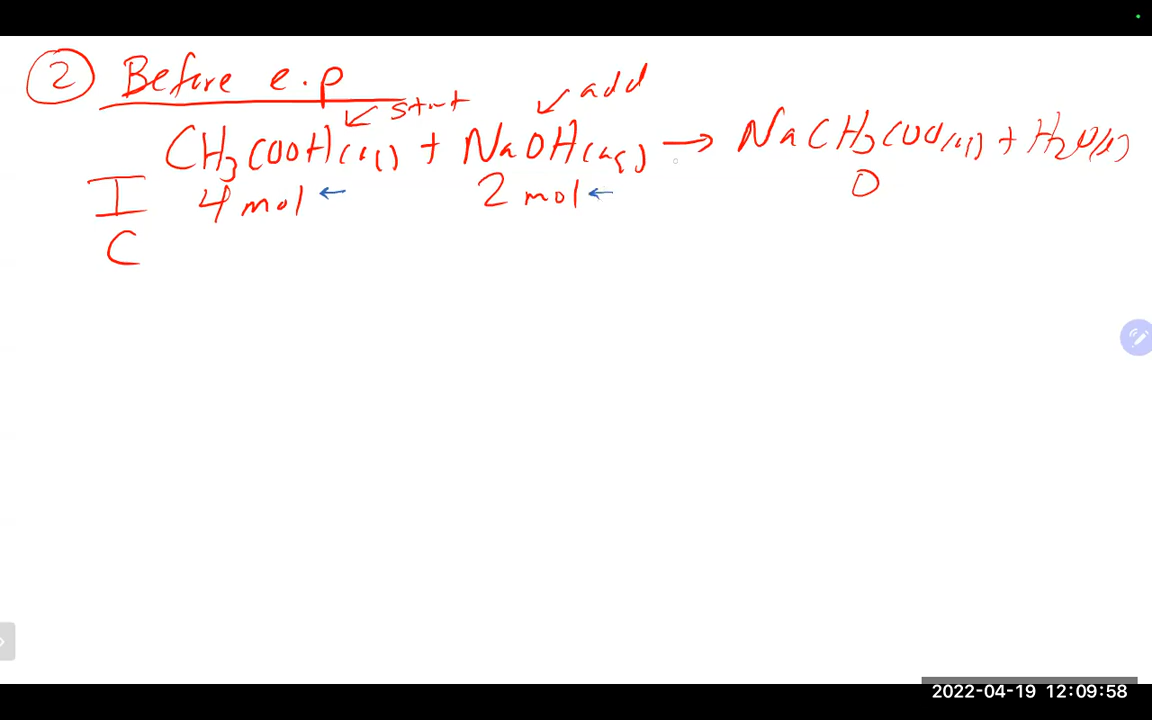 ② Before e.p
start add
CH₃COOH(aq) + NaOH(aq) → NaCH₃COO(aq) + H₂O(l)
I 4 mol ← 2 mol ← 0
C
2022-04-19 12:09:58